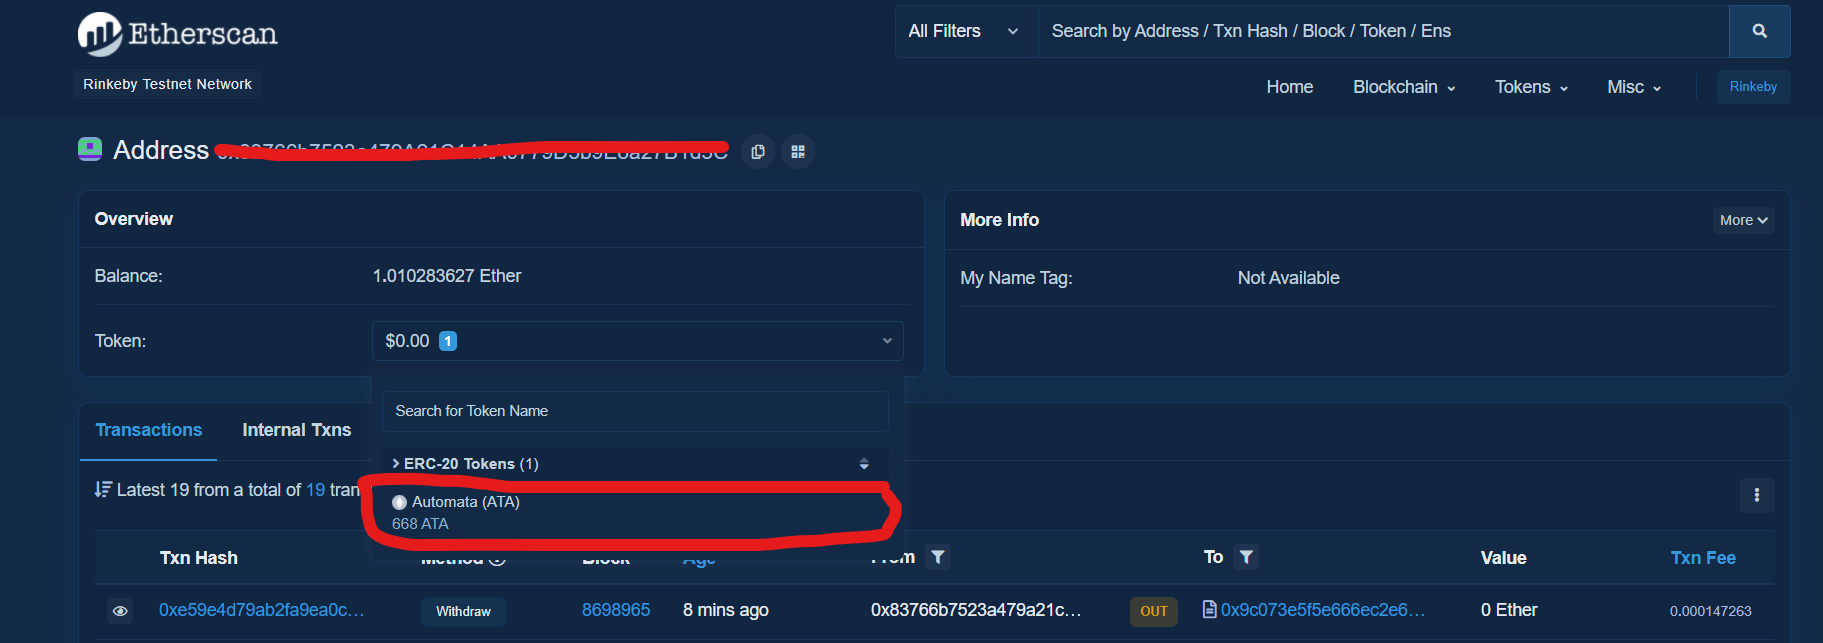 Etherscan
All Filters
Search by Address / Txn Hash / Block / Token / Ens
Rinkeby Testnet Network
Home Blockchain Tokens Misc Rinkeby
Address
Overview
More Info
More
Balance: 1.010283627 Ether
My Name Tag: Not Available
Token: $0.00 1
Search for Token Name
Transactions Internal Txns
ERC-20 Tokens (1)
Latest 19 from a total of 19
Automata (ATA)
668 ATA
Txn Hash Method Block Age From To Value Txn Fee
0xe59e4d79ab2fa9ea0c... Withdraw 8698965 8 mins ago 0x83766b7523a479a21c... OUT 0x9c073e5f5e666ec2e6... 0 Ether 0.000147263